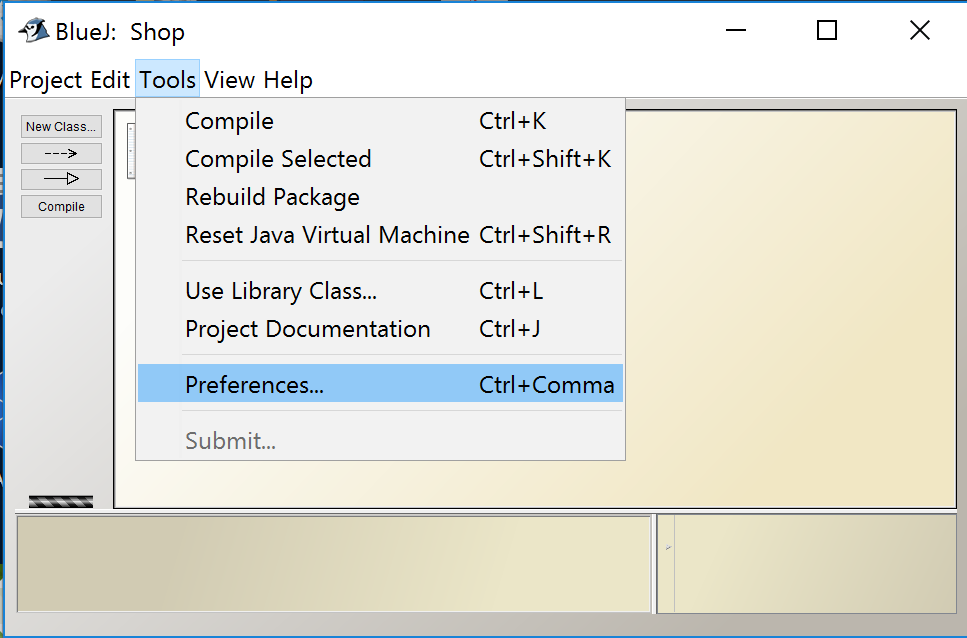 BlueJ: Shop
Project Edit Tools View Help
New Class...
Compile
Compile Ctrl+K
Compile Selected Ctrl+Shift+K
Rebuild Package
Reset Java Virtual Machine Ctrl+Shift+R
Use Library Class... Ctrl+L
Project Documentation Ctrl+J
Preferences... Ctrl+Comma
Submit...